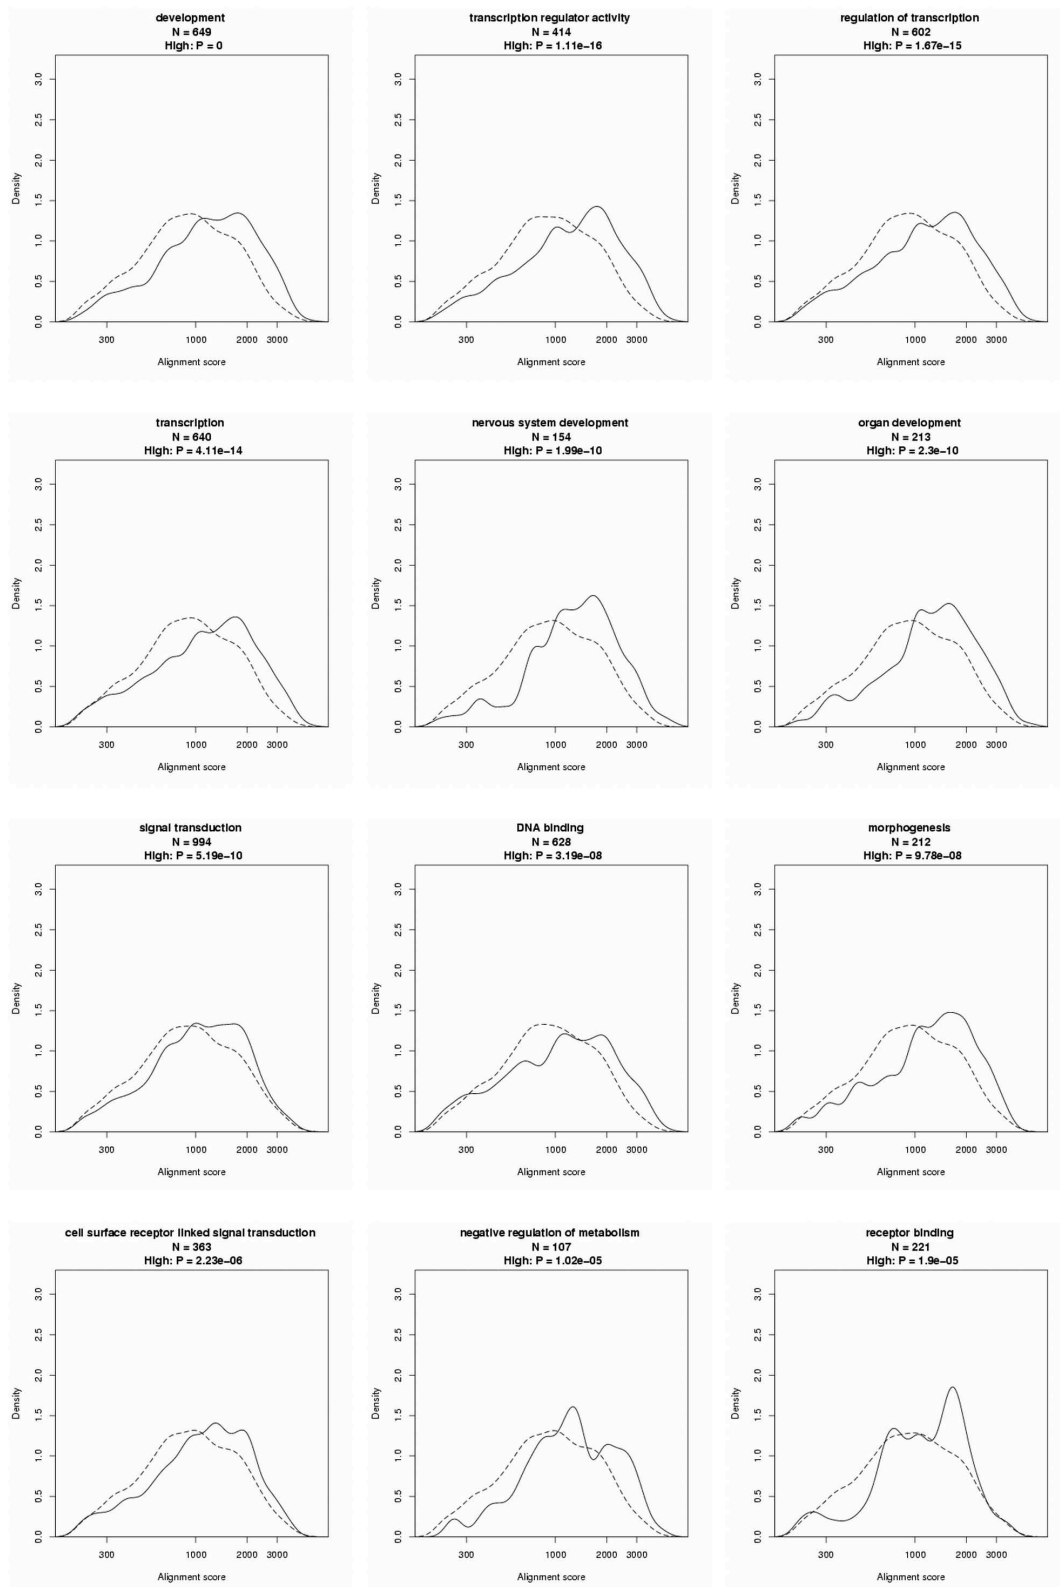 development
N = 649
High: P = 0
3.0
2.5
2.0
1.5
1.0
0.5
0.0
Density
300 1000 2000 3000
Alignment score
transcription regulator activity
N = 414
High: P = 1.11e−16
3.0
2.5
2.0
1.5
1.0
0.5
0.0
Density
300 1000 2000 3000
Alignment score
regulation of transcription
N = 602
High: P = 1.67e−15
3.0
2.5
2.0
1.5
1.0
0.5
0.0
Density
300 1000 2000 3000
Alignment score
transcription
N = 640
High: P = 4.11e−14
3.0
2.5
2.0
1.5
1.0
0.5
0.0
Density
300 1000 2000 3000
Alignment score
nervous system development
N = 154
High: P = 1.99e−10
3.0
2.5
2.0
1.5
1.0
0.5
0.0
Density
300 1000 2000 3000
Alignment score
organ development
N = 213
High: P = 2.3e−10
3.0
2.5
2.0
1.5
1.0
0.5
0.0
Density
300 1000 2000 3000
Alignment score
signal transduction
N = 994
High: P = 5.19e−10
3.0
2.5
2.0
1.5
1.0
0.5
0.0
Density
300 1000 2000 3000
Alignment score
DNA binding
N = 628
High: P = 3.19e−08
3.0
2.5
2.0
1.5
1.0
0.5
0.0
Density
300 1000 2000 3000
Alignment score
morphogenesis
N = 212
High: P = 9.78e−08
3.0
2.5
2.0
1.5
1.0
0.5
0.0
Density
300 1000 2000 3000
Alignment score
cell surface receptor linked signal transduction
N = 363
High: P = 2.23e−06
3.0
2.5
2.0
1.5
1.0
0.5
0.0
Density
300 1000 2000 3000
Alignment score
negative regulation of metabolism
N = 107
High: P = 1.02e−05
3.0
2.5
2.0
1.5
1.0
0.5
0.0
Density
300 1000 2000 3000
Alignment score
receptor binding
N = 221
High: P = 1.9e−05
3.0
2.5
2.0
1.5
1.0
0.5
0.0
Density
300 1000 2000 3000
Alignment score